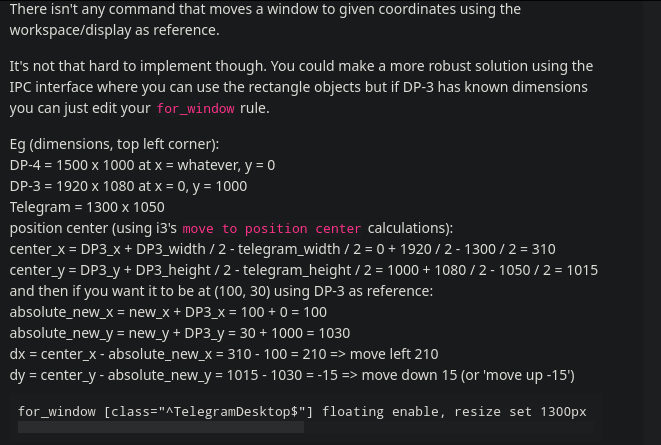 There isn't any command that moves a window to given coordinates using the
workspace/display as reference.
It's not that hard to implement though. You could make a more robust solution using the
IPC interface where you can use the rectangle objects but if DP-3 has known dimensions
you can just edit your for_window rule.
Eg (dimensions, top left corner):
DP-4 = 1500 x 1000 at x = whatever, y = 0
DP-3 = 1920 x 1080 at x = 0, y = 1000
Telegram = 1300 x 1050
position center (using i3's move to position center calculations):
center_x = DP3_x + DP3_width / 2 - telegram_width / 2 = 0 + 1920 / 2 - 1300 / 2 = 310
center_y = DP3_y + DP3_height / 2 - telegram_height / 2 = 1000 + 1080 / 2 - 1050 / 2 = 1015
and then if you want it to be at (100, 30) using DP-3 as reference:
absolute_new_x = new_x + DP3_x = 100 + 0 = 100
absolute_new_y = new_y + DP3_y = 30 + 1000 = 1030
dx = center_x - absolute_new_x = 310 - 100 = 210 => move left 210
dy = center_y - absolute_new_y = 1015 - 1030 = -15 => move down 15 (or 'move up -15')
for_window [class="^TelegramDesktop$"] floating enable, resize set 1300px